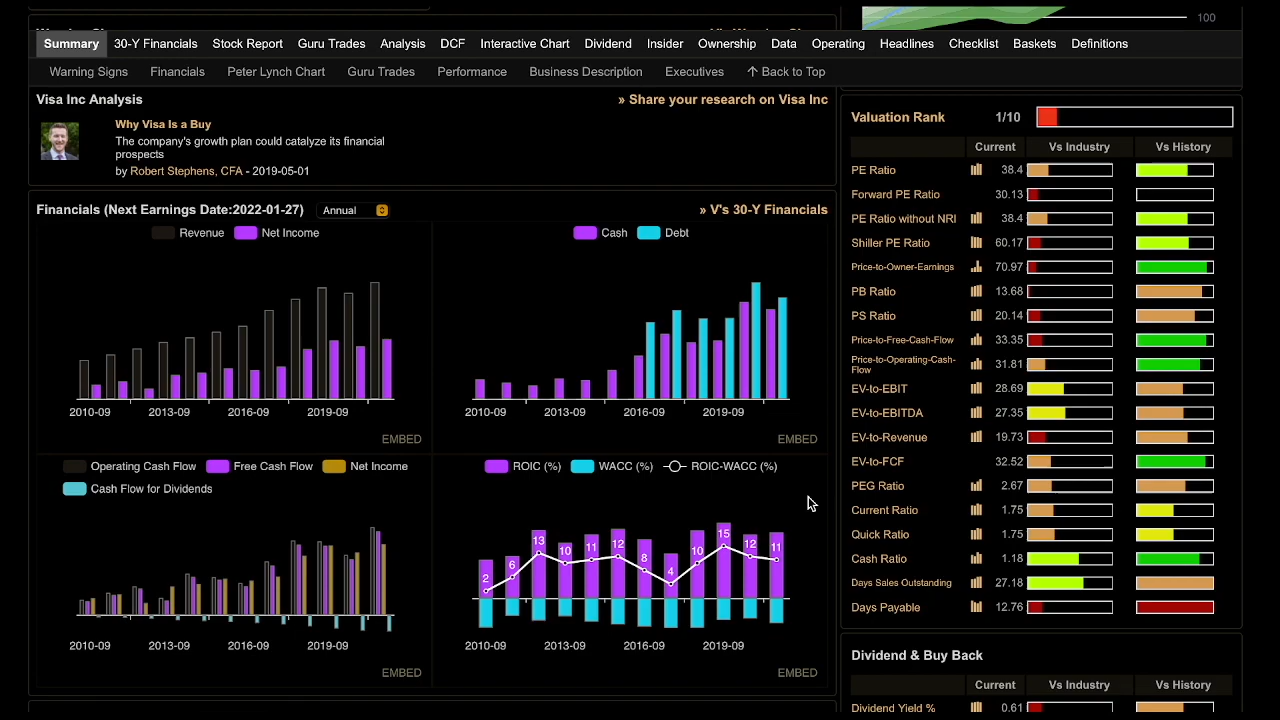 100
Summary 30-Y Financials Stock Report Guru Trades Analysis DCF Interactive Chart Dividend Insider Ownership Data Operating Headlines Checklist Baskets Definitions
Warning Signs Financials Peter Lynch Chart Guru Trades Performance Business Description Executives ↑ Back to Top
Visa Inc Analysis » Share your research on Visa Inc
Why Visa Is a Buy
The company's growth plan could catalyze its financial
prospects
by Robert Stephens, CFA - 2019-05-01
Financials (Next Earnings Date:2022-01-27) Annual » V's 30-Y Financials
Revenue Net Income
2010-09 2013-09 2016-09 2019-09
EMBED
Cash Debt
2010-09 2013-09 2016-09 2019-09
EMBED
Operating Cash Flow Free Cash Flow Net Income
Cash Flow for Dividends
2010-09 2013-09 2016-09 2019-09
EMBED
ROIC (%) WACC (%) ROIC-WACC (%)
2 6 13 10 11 12 8 4 10 15 12 11
2010-09 2013-09 2016-09 2019-09
EMBED
Valuation Rank 1/10
Current Vs Industry Vs History
PE Ratio 38.4
Forward PE Ratio 30.13
PE Ratio without NRI 38.4
Shiller PE Ratio 60.17
Price-to-Owner-Earnings 70.97
PB Ratio 13.68
PS Ratio 20.14
Price-to-Free-Cash-Flow 33.35
Price-to-Operating-Cash-
Flow 31.81
EV-to-EBIT 28.69
EV-to-EBITDA 27.35
EV-to-Revenue 19.73
EV-to-FCF 32.52
PEG Ratio 2.67
Current Ratio 1.75
Quick Ratio 1.75
Cash Ratio 1.18
Days Sales Outstanding 27.18
Days Payable 12.76
Dividend & Buy Back
Current Vs Industry Vs History
Dividend Yield % 0.61